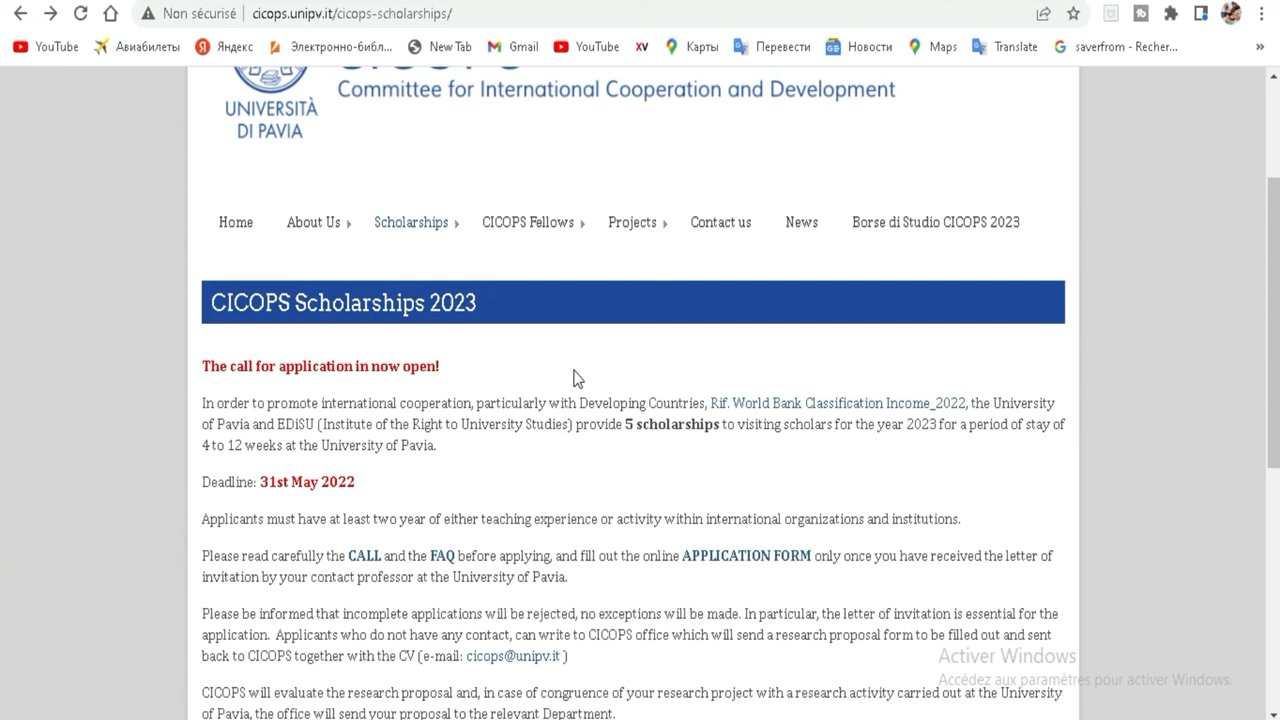 Non sécurisé
cicops.unipv.it/cicops-scholarships/
YouTube
Авиабилеты
Яндекс
Электронно-библ...
New Tab
Gmail
YouTube
XV
Карты
Перевести
Новости
Maps
Translate
saverfrom - Recher...
»
UNIVERSITÀ
DI PAVIA
Committee for International Cooperation and Development
Home
About Us
Scholarships
CICOPS Fellows
Projects
Contact us
News
Borse di Studio CICOPS 2023
CICOPS Scholarships 2023
The call for application in now open!
In order to promote international cooperation, particularly with Developing Countries, Rif. World Bank Classification Income_2022, the University
of Pavia and EDiSU (Institute of the Right to University Studies) provide 5 scholarships to visiting scholars for the year 2023 for a period of stay of
4 to 12 weeks at the University of Pavia.
Deadline: 31st May 2022
Applicants must have at least two year of either teaching experience or activity within international organizations and institutions.
Please read carefully the CALL and the FAQ before applying, and fill out the online APPLICATION FORM only once you have received the letter of
invitation by your contact professor at the University of Pavia.
Please be informed that incomplete applications will be rejected, no exceptions will be made. In particular, the letter of invitation is essential for the
application. Applicants who do not have any contact, can write to CICOPS office which will send a research proposal form to be filled out and sent
back to CICOPS together with the CV (e-mail: cicops@unipv.it )
Activer Windows
Accédez aux paramètres pour activer Windows.
CICOPS will evaluate the research proposal and, in case of congruence of your research project with a research activity carried out at the University
of Pavia, the office will send your proposal to the relevant Department.